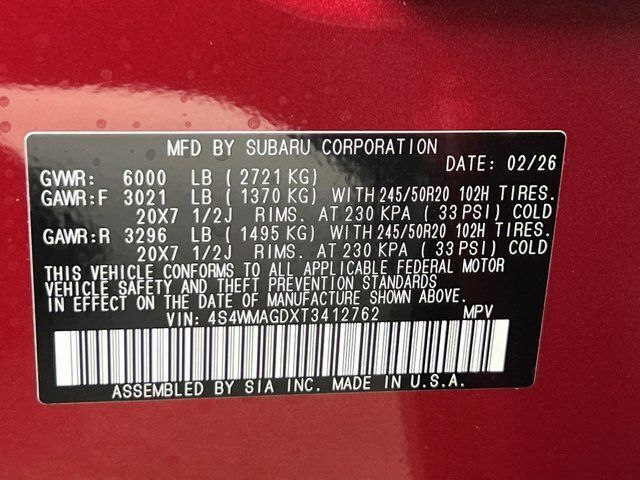 MFD BY SUBARU CORPORATION
DATE: 02/26
GVWR: 6000 LB ( 2721 KG)
GAWR:F 3021 LB ( 1370 KG) WITH 245/50R20 102H TIRES.
20X7 1/2J RIMS. AT 230 KPA ( 33 PSI) COLD
GAWR:R 3296 LB ( 1495 KG) WITH 245/50R20 102H TIRES.
20X7 1/2J RIMS. AT 230 KPA ( 33 PSI) COLD
THIS VEHICLE CONFORMS TO ALL APPLICABLE FEDERAL MOTOR
VEHICLE SAFETY AND THEFT PREVENTION STANDARDS
IN EFFECT ON THE DATE OF MANUFACTURE SHOWN ABOVE.
VIN: 4S4WMAGDXT3412762 MPV
ASSEMBLED BY SIA INC. MADE IN U.S.A.